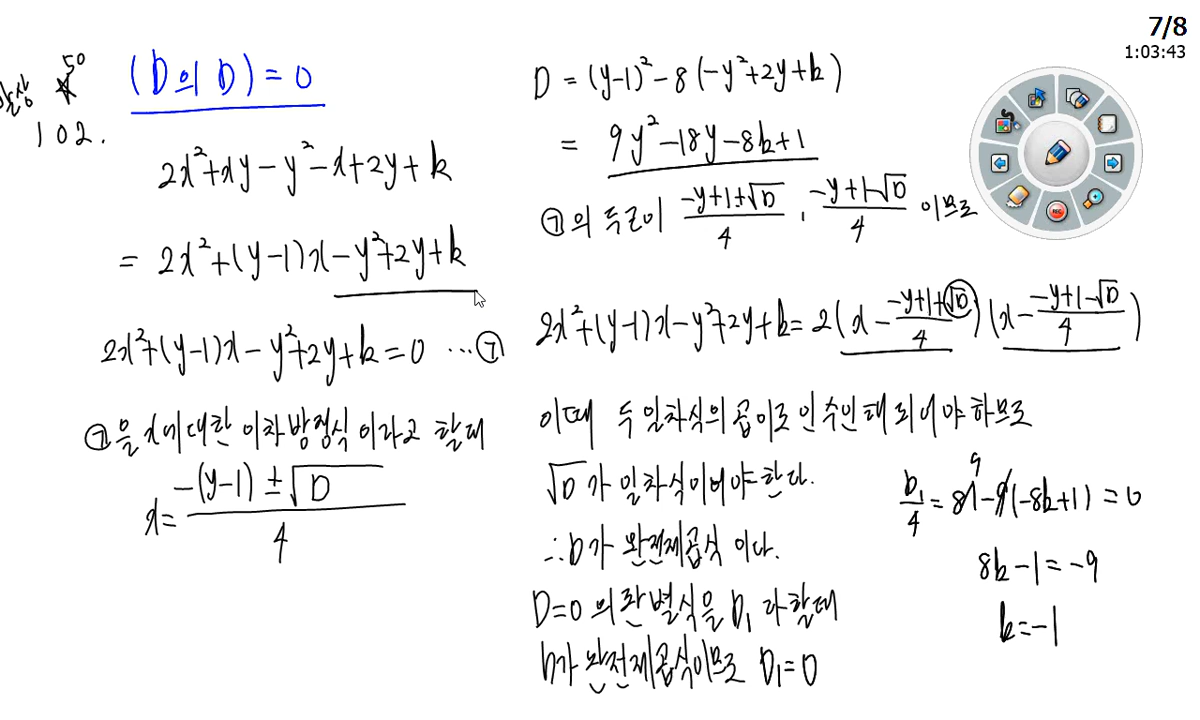 7/8
1:03:43
50
102.
(D의 D) = 0
2x²+xy-y²-x+2y+k
= 2x²+(y-1)x-y²+2y+k
2x²+(y-1)x-y²+2y+k=0 …㉠
㉠을 x에 대한 이차방정식이라고 할때
x = (-(y-1)±√D)/4
D = (y-1)²-8(-y²+2y+k)
= 9y²-18y-8k+1
㉠의 두근이 (-y+1+√D)/4, (-y+1-√D)/4 이므로
2x²+(y-1)x-y²+2y+k=2(x-(-y+1+√D)/4)(x-(-y+1-√D)/4)
이때 두 일차식의 곱으로 인수분해 되어야 하므로
√D가 일차식이어야 한다.
∴D가 완전제곱식 이다.
D=0의 판별식을 D₁ 라 할때
D가 완전제곱식이므로 D₁=0
D₁/4 = 81-9(-8k+1) = 0
9
8k-1=-9
k=-1
REC